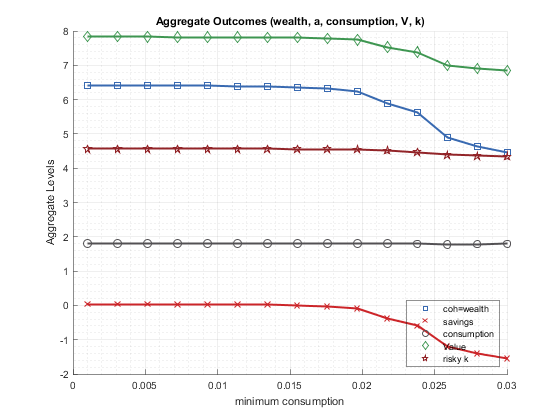 Aggregate Outcomes (wealth, a, consumption, V, k)
8
7
6
5
4
3
2
1
0
-1
-2
Aggregate Levels
0
0.005
0.01
0.015
0.02
0.025
0.03
minimum consumption
coh=wealth
savings
consumption
Value
risky k